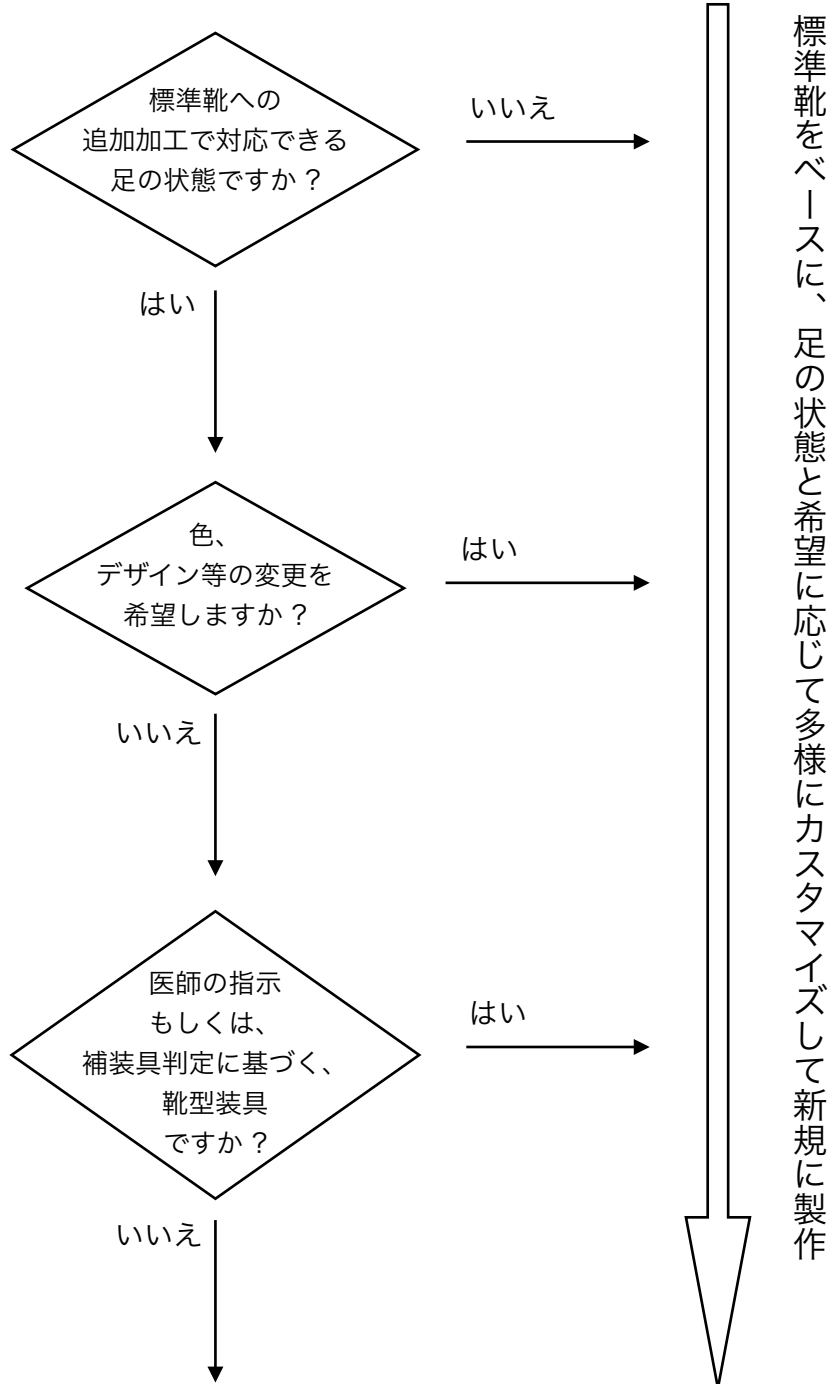 標準靴への
追加加工で対応できる
足の状態ですか?
いいえ
はい
色、
デザイン等の変更を
希望しますか?
はい
いいえ
医師の指示
もしくは、
補装具判定に基づく、
靴型装具
ですか?
はい
いいえ
標準靴をベースに、足の状態と希望に応じて多様にカスタマイズして新規に製作